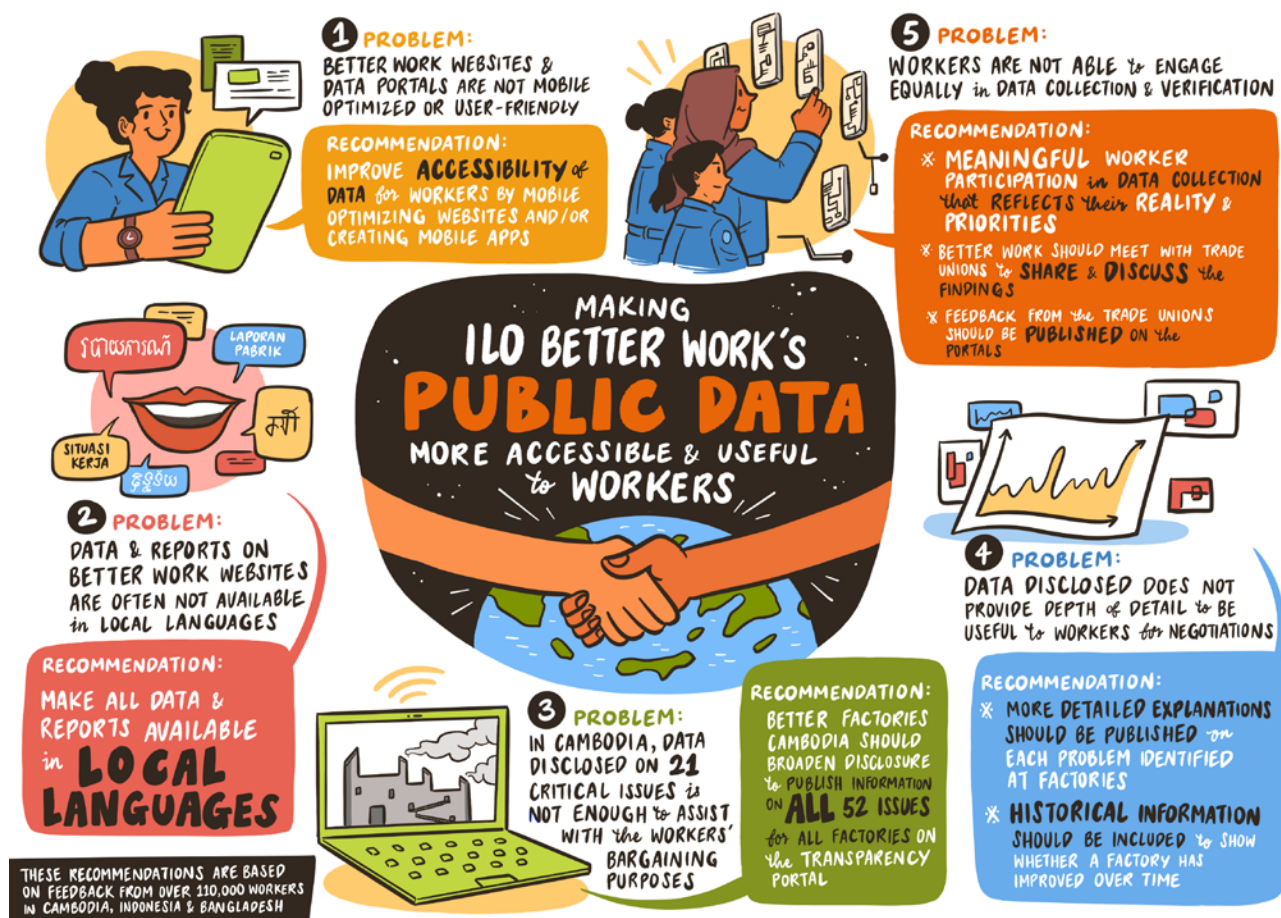 1 PROBLEM:
BETTER WORK WEBSITES &
DATA PORTALS ARE NOT MOBILE
OPTIMIZED OR USER-FRIENDLY
RECOMMENDATION:
IMPROVE ACCESSIBILITY of
DATA for WORKERS BY MOBILE
OPTIMIZING WEBSITES AND/OR
CREATING MOBILE APPS
MAKING
ILO BETTER WORK'S
PUBLIC DATA
MORE ACCESSIBLE & USEFUL
to WORKERS
របាយការណ៍
LAPORAN
PABRIK
SITUASI
KERJA
2 PROBLEM:
DATA & REPORTS ON
BETTER WORK WEBSITES
ARE OFTEN NOT AVAILABLE
in LOCAL LANGUAGES
RECOMMENDATION:
MAKE ALL DATA &
REPORTS AVAILABLE
in LOCAL
LANGUAGES
THESE RECOMMENDATIONS ARE BASED
ON FEEDBACK FROM OVER 110,000 WORKERS
IN CAMBODIA, INDONESIA & BANGLADESH
3 PROBLEM:
IN CAMBODIA, DATA
DISCLOSED ON 21
CRITICAL ISSUES is
NOT ENOUGH to ASSIST
WITH the WORKERS'
BARGAINING
PURPOSES
RECOMMENDATION:
BETTER FACTORIES
CAMBODIA SHOULD
BROADEN DISCLOSURE
to PUBLISH INFORMATION
ON ALL 52 ISSUES
for ALL FACTORIES ON
the TRANSPARENCY
PORTAL
4 PROBLEM:
DATA DISCLOSED DOES NOT
PROVIDE DEPTH of DETAIL to BE
USEFUL to WORKERS for NEGOTIATIONS
RECOMMENDATION:
* MORE DETAILED EXPLANATIONS
SHOULD BE PUBLISHED on
EACH PROBLEM IDENTIFIED
AT FACTORIES
* HISTORICAL INFORMATION
SHOULD BE INCLUDED to SHOW
WHETHER A FACTORY HAS
IMPROVED OVER TIME
5 PROBLEM:
WORKERS ARE NOT ABLE to ENGAGE
EQUALLY in DATA COLLECTION & VERIFICATION
RECOMMENDATION:
* MEANINGFUL WORKER
PARTICIPATION in DATA COLLECTION
that REFLECTS their REALITY &
PRIORITIES
* BETTER WORK SHOULD MEET WITH TRADE
UNIONS to SHARE & DISCUSS the
FINDINGS
* FEEDBACK FROM the TRADE UNIONS
SHOULD BE PUBLISHED ON the
PORTALS